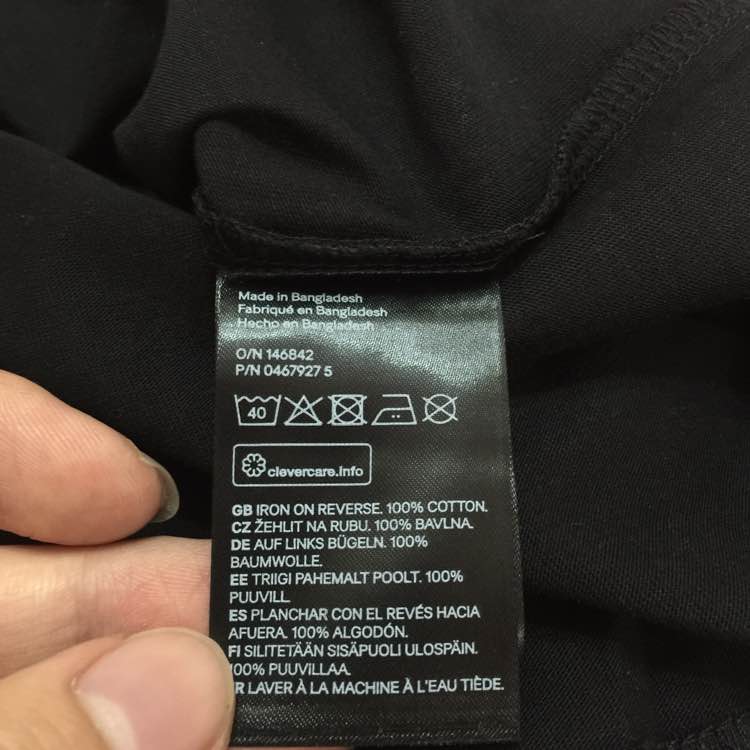 Made in Bangladesh
Fabriqué en Bangladesh
Hecho en Bangladesh
O/N 146842
P/N 0467927 5
40
clevercare.info
GB IRON ON REVERSE. 100% COTTON.
CZ ŽEHLIT NA RUBU. 100% BAVLNA.
DE AUF LINKS BÜGELN. 100%
BAUMWOLLE.
EE TRIIGI PAHEMALT POOLT. 100%
PUUVILL
ES PLANCHAR CON EL REVÉS HACIA
AFUERA. 100% ALGODÓN.
FI SILITETÄÄN SISÄPUOLI ULOSPÄIN.
100% PUUVILLAA
R LAVER À LA MACHINE À L'EAU TIÈDE.